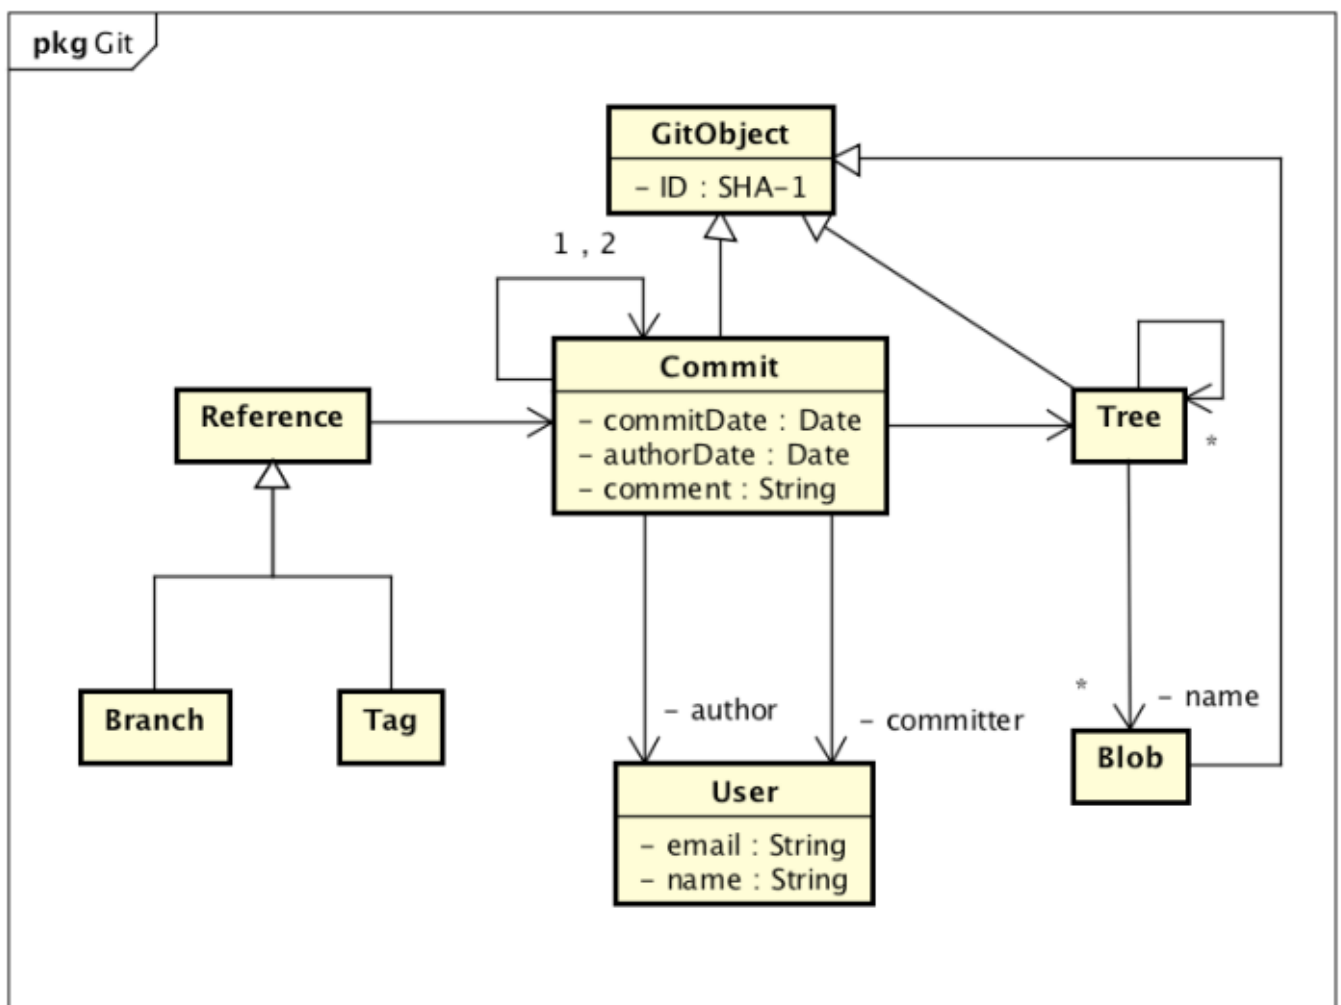 pkg Git
GitObject
- ID : SHA-1
1 , 2
Commit
- commitDate : Date
- authorDate : Date
- comment : String
Reference
Tree
*
Branch
Tag
- author
- committer
*
- name
Blob
User
- email : String
- name : String